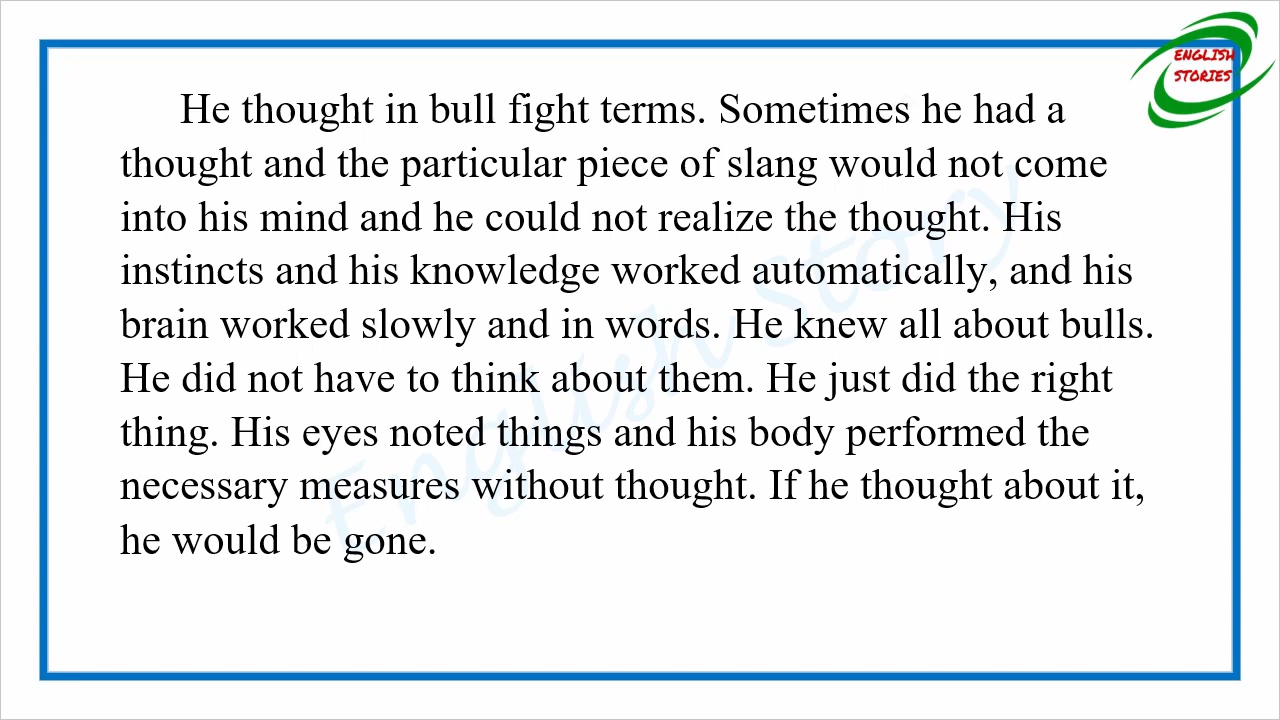 ENGLISH
STORIES
He thought in bull fight terms. Sometimes he had a
thought and the particular piece of slang would not come
into his mind and he could not realize the thought. His
instincts and his knowledge worked automatically, and his
brain worked slowly and in words. He knew all about bulls.
He did not have to think about them. He just did the right
thing. His eyes noted things and his body performed the
necessary measures without thought. If he thought about it,
he would be gone.
English Story